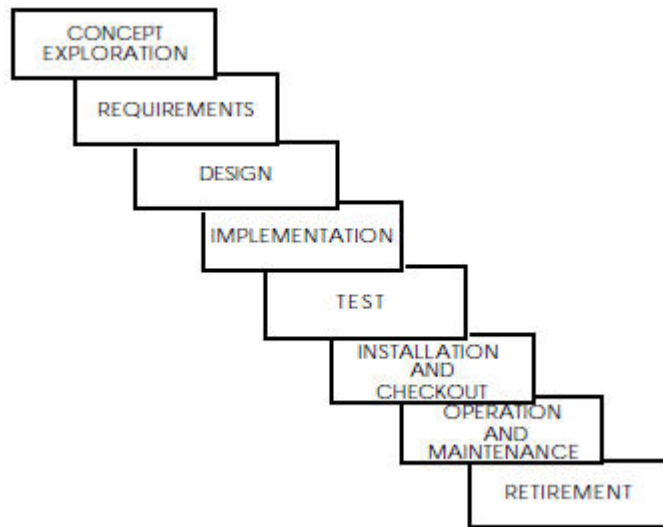 CONCEPT
EXPLORATION
REQUIREMENTS
DESIGN
IMPLEMENTATION
TEST
INSTALLATION
AND
CHECKOUT
OPERATION
AND
MAINTENANCE
RETIREMENT